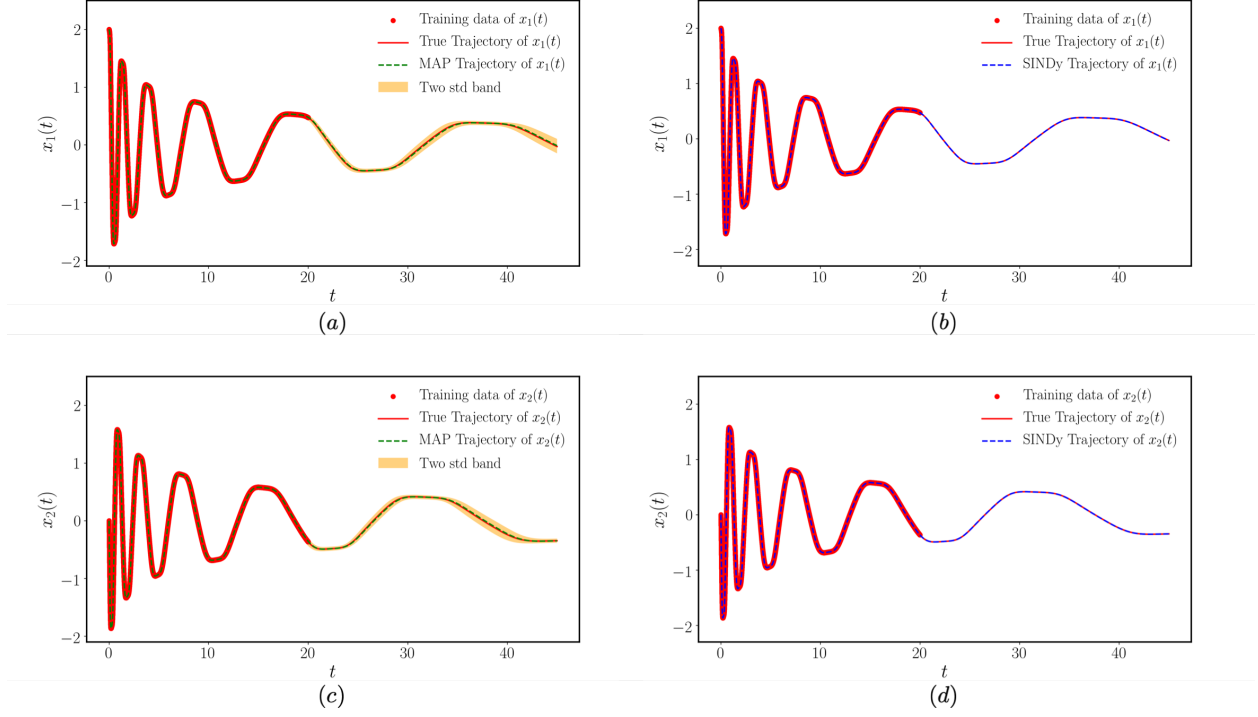 Training data of x₁(t)
True Trajectory of x₁(t)
MAP Trajectory of x₁(t)
Two std band
x₁(t)
2
1
0
−1
−2
0
10
20
30
40
t
(a)
Training data of x₁(t)
True Trajectory of x₁(t)
SINDy Trajectory of x₁(t)
x₁(t)
2
1
0
−1
−2
0
10
20
30
40
t
(b)
Training data of x₂(t)
True Trajectory of x₂(t)
MAP Trajectory of x₂(t)
Two std band
x₂(t)
2
1
0
−1
−2
0
10
20
30
40
t
(c)
Training data of x₂(t)
True Trajectory of x₂(t)
SINDy Trajectory of x₂(t)
x₂(t)
2
1
0
−1
−2
0
10
20
30
40
t
(d)